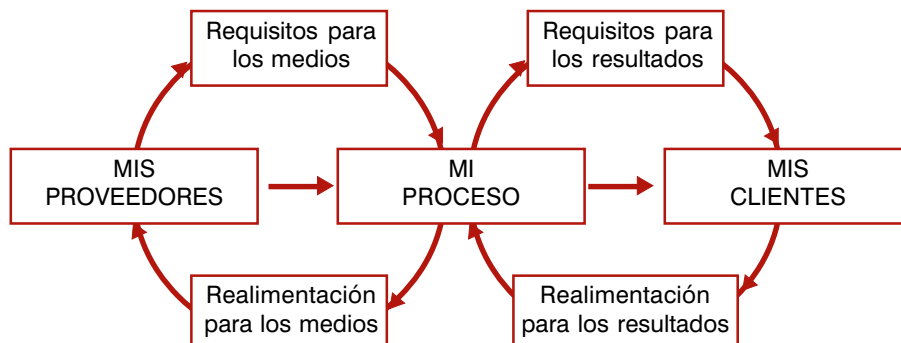 Requisitos para
los medios
Requisitos para
los resultados
MIS
PROVEEDORES
MI
PROCESO
MIS
CLIENTES
Realimentación
para los medios
Realimentación
para los resultados